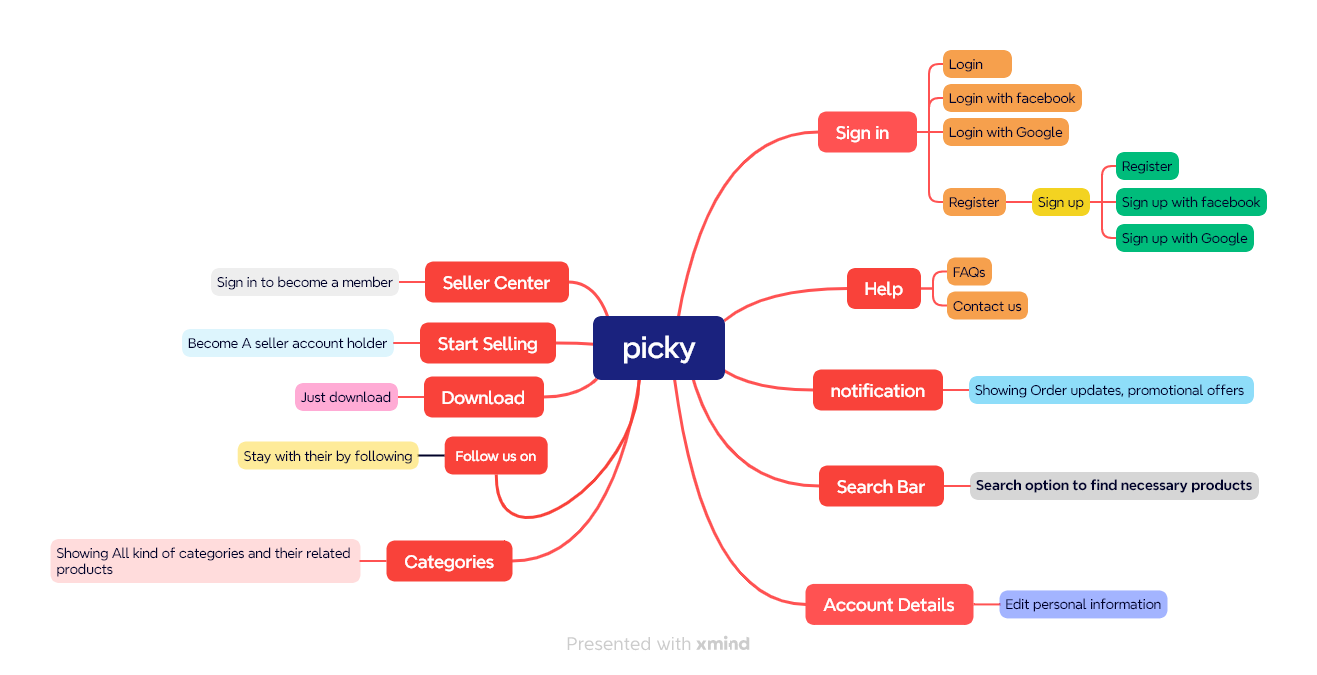 picky
Sign in
Login
Login with facebook
Login with Google
Register
Sign up
Register
Sign up with facebook
Sign up with Google
Help
FAQs
Contact us
notification
Showing Order updates, promotional offers
Search Bar
Search option to find necessary products
Account Details
Edit personal information
Seller Center
Sign in to become a member
Start Selling
Become A seller account holder
Download
Just download
Follow us on
Stay with their by following
Categories
Showing All kind of categories and their related
products
Presented with xmind